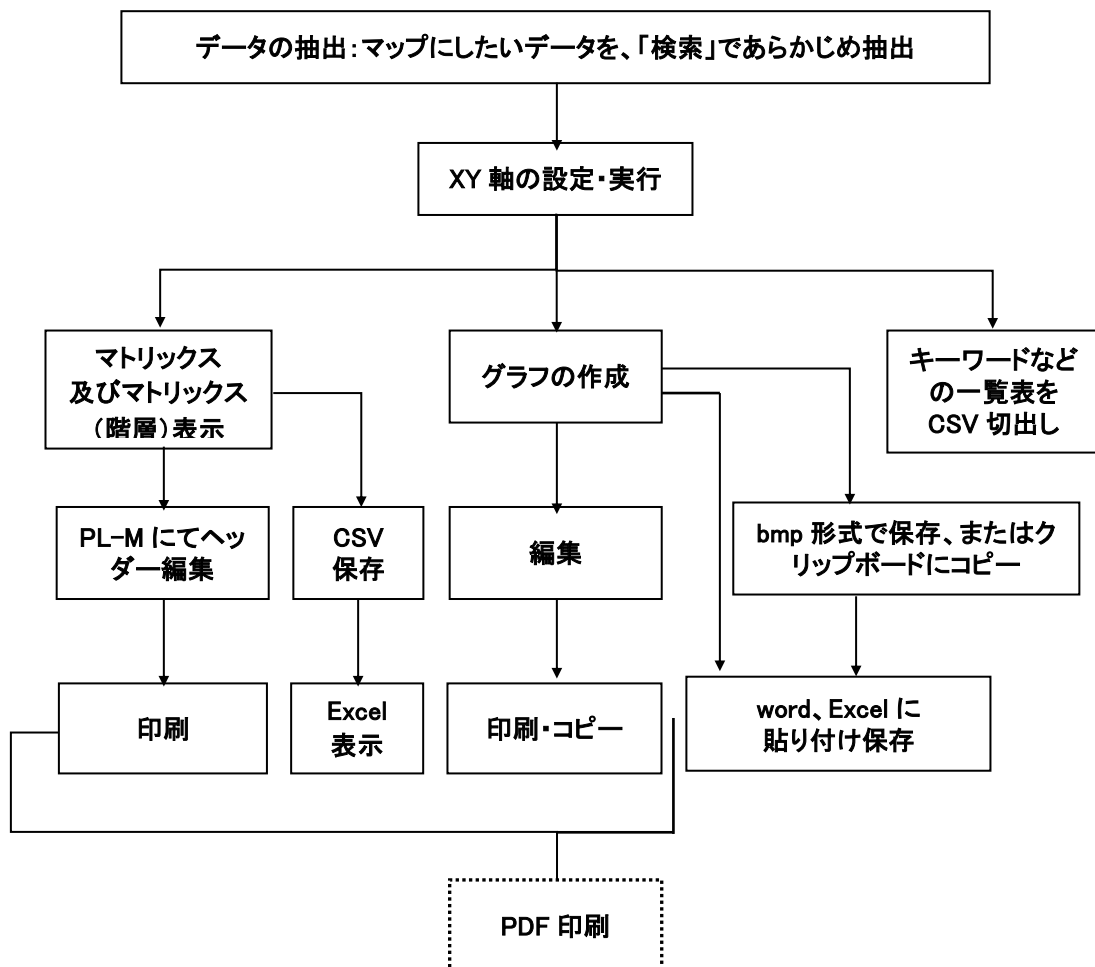 データの抽出：マップにしたいデータを、「検索」であらかじめ抽出
XY 軸の設定・実行
マトリックス
及びマトリックス
（階層）表示
グラフの作成
キーワードなど
の一覧表を
CSV 切出し
PL-M にてヘッ
ダー編集
CSV
保存
編集
bmp 形式で保存、またはク
リップボードにコピー
印刷
Excel
表示
印刷・コピー
word、Excel に
貼り付け保存
PDF 印刷